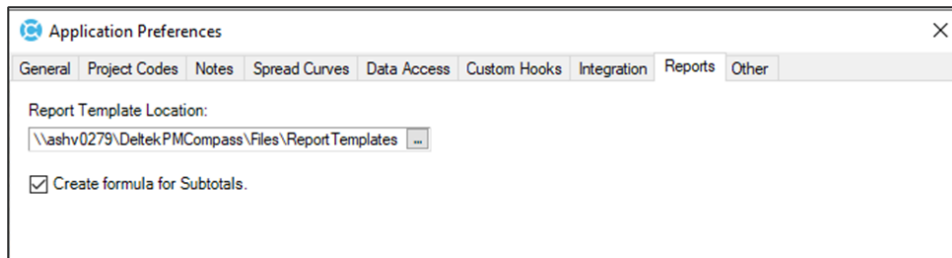 Application Preferences
General Project Codes Notes Spread Curves Data Access Custom Hooks Integration Reports Other
Report Template Location:
\\ashv0279\DeltekPMCompass\Files\ReportTemplates ...
Create formula for Subtotals.